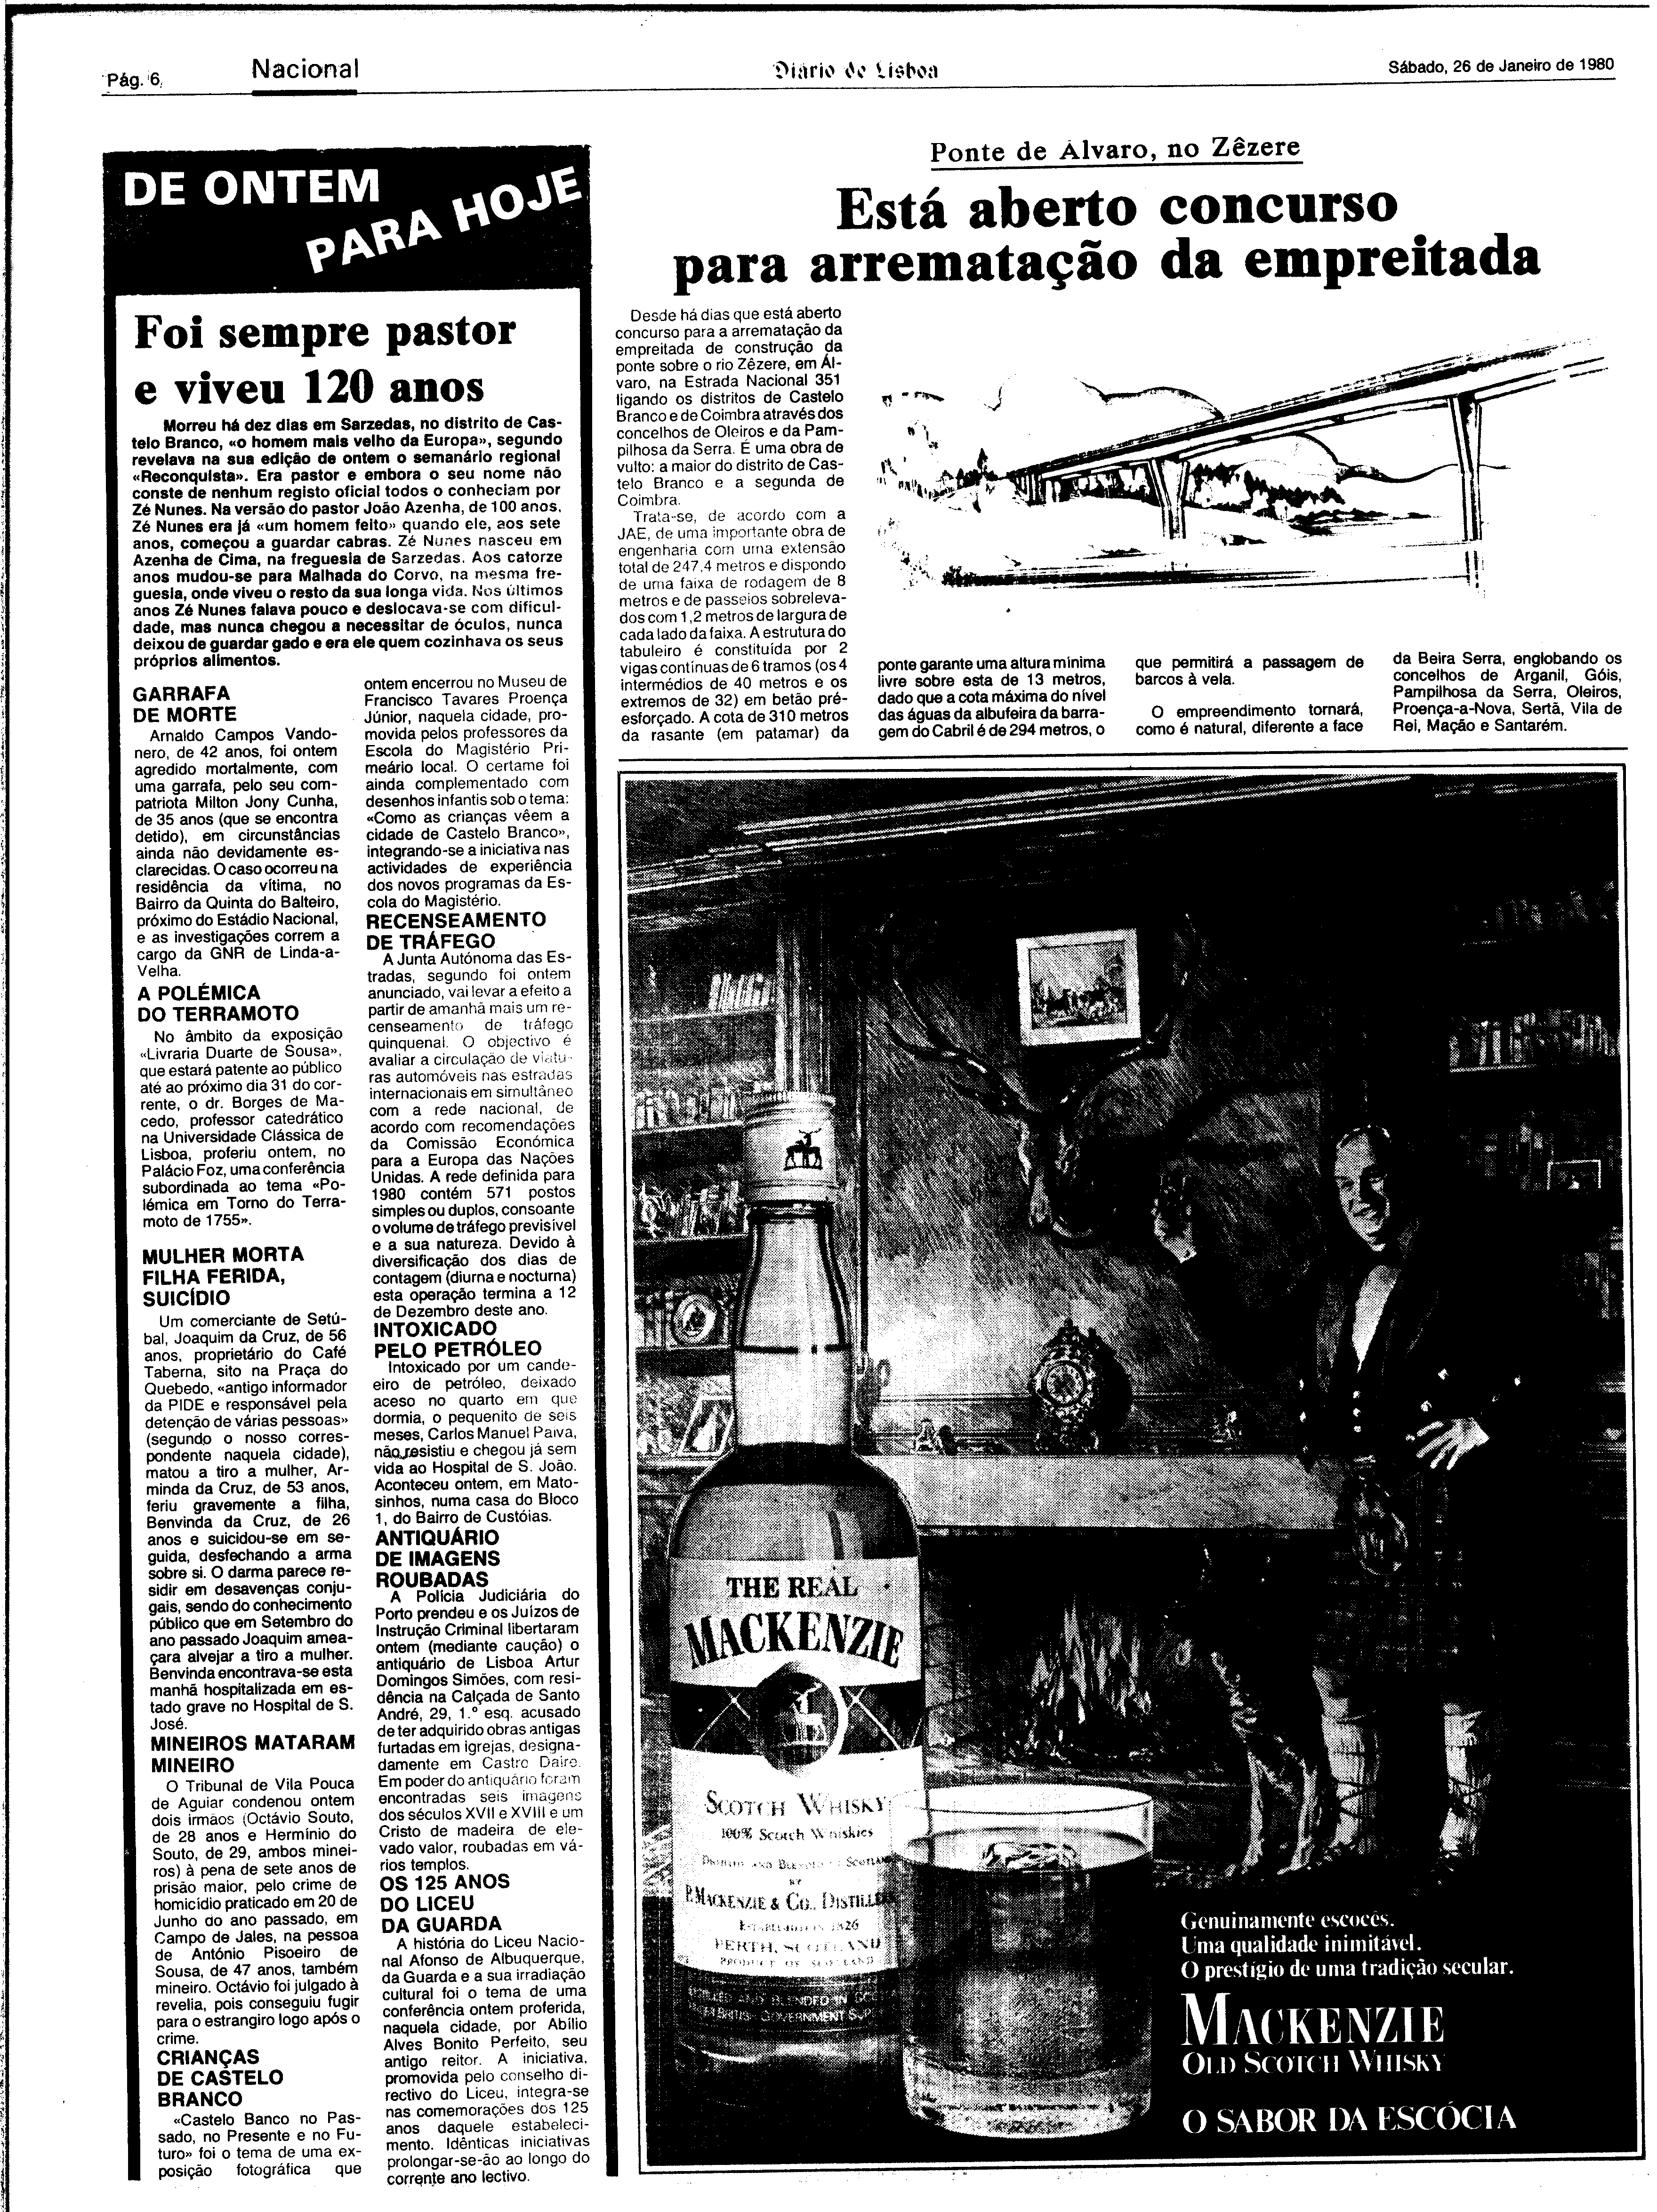 Pág. 6
Nacional
Diário de Lisboa
Sábado, 26 de Janeiro de 1980
DE ONTEM
PARA HOJE
Foi sempre pastor
e viveu 120 anos
Morreu há dez dias em Sarzedas, no distrito de Cas-
telo Branco, «o homem mais velho da Europa», segundo
revelava na sua edição de ontem o semanário regional
«Reconquista». Era pastor e embora o seu nome não
conste de nenhum registo oficial todos o conheciam por
Zé Nunes. Na versão do pastor João Azenha, de 100 anos,
Zé Nunes era já «um homem feito» quando ele, aos sete
anos, começou a guardar cabras. Zé Nunes nasceu em
Azenha de Cima, na freguesia de Sarzedas. Aos catorze
anos mudou-se para Malhada do Corvo, na mesma fre-
guesia, onde viveu o resto da sua longa vida. Nos últimos
anos Zé Nunes falava pouco e deslocava-se com dificul-
dade, mas nunca chegou a necessitar de óculos, nunca
deixou de guardar gado e era ele quem cozinhava os seus
próprios alimentos.
GARRAFA
DE MORTE
Arnaldo Campos Vando-
nero, de 42 anos, foi ontem
agredido mortalmente, com
uma garrafa, pelo seu com-
patriota Milton Jony Cunha,
de 35 anos (que se encontra
detido), em circunstâncias
ainda não devidamente es-
clarecidas. O caso ocorreu na
residência da vítima, no
Bairro da Quinta do Balteiro,
próximo do Estádio Nacional,
e as investigações correm a
cargo da GNR de Linda-a-
Velha.
A POLÉMICA
DO TERRAMOTO
No âmbito da exposição
«Livraria Duarte de Sousa»,
que estará patente ao público
até ao próximo dia 31 do cor-
rente, o dr. Borges de Ma-
cedo, professor catedrático
na Universidade Clássica de
Lisboa, proferiu ontem, no
Palácio Foz, uma conferência
subordinada ao tema «Po-
lémica em Torno do Terra-
moto de 1755».
MULHER MORTA
FILHA FERIDA,
SUICÍDIO
Um comerciante de Setú-
bal, Joaquim da Cruz, de 56
anos, proprietário do Café
Taberna, sito na Praça do
Quebedo, «antigo informador
da PIDE e responsável pela
detenção de várias pessoas»
(segundo o nosso corres-
pondente naquela cidade),
matou a tiro a mulher, Ar-
minda da Cruz, de 53 anos,
feriu gravemente a filha,
Benvinda da Cruz, de 26
anos e suicidou-se em se-
guida, desfechando a arma
sobre si. O darma parece re-
sidir em desavenças conju-
gais, sendo do conhecimento
público que em Setembro do
ano passado Joaquim amea-
çara alvejar a tiro a mulher.
Benvinda encontrava-se esta
manhã hospitalizada em es-
tado grave no Hospital de S.
José.
MINEIROS MATARAM
MINEIRO
O Tribunal de Vila Pouca
de Aguiar condenou ontem
dois irmãos (Octávio Souto,
de 28 anos e Hermínio do
Souto, de 29, ambos minei-
ros) à pena de sete anos de
prisão maior, pelo crime de
homicídio praticado em 20 de
Junho do ano passado, em
Campo de Jales, na pessoa
de António Pisoeiro de
Sousa, de 47 anos, também
mineiro. Octávio foi julgado à
revelia, pois conseguiu fugir
para o estrangiro logo após o
crime.
CRIANÇAS
DE CASTELO
BRANCO
«Castelo Banco no Pas-
sado, no Presente e no Fu-
turo» foi o tema de uma ex-
posição fotográfica que
ontem encerrou no Museu de
Francisco Tavares Proença
Júnior, naquela cidade, pro-
movida pelos professores da
Escola do Magistério Pri-
meário local. O certame foi
ainda complementado com
desenhos infantis sob o tema:
«Como as crianças vêem a
cidade de Castelo Branco»,
integrando-se a iniciativa nas
actividades de experiência
dos novos programas da Es-
cola do Magistério.
RECENSEAMENTO
DE TRÁFEGO
A Junta Autónoma das Es-
tradas, segundo foi ontem
anunciado, vai levar a efeito a
partir de amanhã mais um re-
censeamento de tráfego
quinquenal. O objectivo é
avaliar a circulação de viatu-
ras automóveis nas estradas
internacionais em simultâneo
com a rede nacional, de
acordo com recomendações
da Comissão Económica
para a Europa das Nações
Unidas. A rede definida para
1980 contém 571 postos
simples ou duplos, consoante
o volume de tráfego previsível
e a sua natureza. Devido à
diversificação dos dias de
contagem (diurna e nocturna)
esta operação termina a 12
de Dezembro deste ano.
INTOXICADO
PELO PETRÓLEO
Intoxicado por um cande-
eiro de petróleo, deixado
aceso no quarto em que
dormia, o pequenito de seis
meses, Carlos Manuel Paiva,
não resistiu e chegou já sem
vida ao Hospital de S. João.
Aconteceu ontem, em Mato-
sinhos, numa casa do Bloco
1, do Bairro de Custóias.
ANTIQUÁRIO
DE IMAGENS
ROUBADAS
A Polícia Judiciária do
Porto prendeu e os Juízos de
Instrução Criminal libertaram
ontem (mediante caução) o
antiquário de Lisboa Artur
Domingos Simões, com resi-
dência na Calçada de Santo
André, 29, 1.º esq. acusado
de ter adquirido obras antigas
furtadas em igrejas, designa-
damente em Castro Daire.
Em poder do antiquário foram
encontradas seis imagens
dos séculos XVII e XVIII e um
Cristo de madeira de ele-
vado valor, roubadas em vá-
rios templos.
OS 125 ANOS
DO LICEU
DA GUARDA
A história do Liceu Nacio-
nal Afonso de Albuquerque,
da Guarda e a sua irradiação
cultural foi o tema de uma
conferência ontem proferida,
naquela cidade, por Abílio
Alves Bonito Perfeito, seu
antigo reitor. A iniciativa,
promovida pelo conselho di-
rectivo do Liceu, integra-se
nas comemorações dos 125
anos daquele estabeleci-
mento. Idênticas iniciativas
prolongar-se-ão ao longo do
corrente ano lectivo.
Ponte de Álvaro, no Zêzere
Está aberto concurso
para arrematação da empreitada
Desde há dias que está aberto
concurso para a arrematação da
empreitada de construção da
ponte sobre o rio Zêzere, em Ál-
varo, na Estrada Nacional 351
ligando os distritos de Castelo
Branco e de Coimbra através dos
concelhos de Oleiros e da Pam-
pilhosa da Serra. É uma obra de
vulto: a maior do distrito de Cas-
telo Branco e a segunda de
Coimbra.
Trata-se, de acordo com a
JAE, de uma importante obra de
engenharia com uma extensão
total de 247,4 metros e dispondo
de uma faixa de rodagem de 8
metros e de passeios sobreleva-
dos com 1,2 metros de largura de
cada lado da faixa. A estrutura do
tabuleiro é constituída por 2
vigas contínuas de 6 tramos (os 4
intermédios de 40 metros e os
extremos de 32) em betão pré-
esforçado. A cota de 310 metros
da rasante (em patamar) da
ponte garante uma altura mínima
livre sobre esta de 13 metros,
dado que a cota máxima do nível
das águas da albufeira da barra-
gem do Cabril é de 294 metros, o
que permitirá a passagem de
barcos à vela.
O empreendimento tornará,
como é natural, diferente a face
da Beira Serra, englobando os
concelhos de Arganil, Góis,
Pampilhosa da Serra, Oleiros,
Proença-a-Nova, Sertã, Vila de
Rei, Mação e Santarém.
THE REAL
MACKENZIE
SCOTCH WHISKY
100% Scotch Whiskies
DISTILLED AND BLENDED IN SCOTLAND
BY
P. MACKENZIE & CO., DISTILLE
ESTABLISHED IN 1826
PERTH, SCOTLAND
PRODUCT OF SCOTLAND
AND BLENDED IN
BRITISH GOVERNMENT
Genuinamente escocês.
Uma qualidade inimitável.
O prestígio de uma tradição secular.
MACKENZIE
OLD SCOTCH WHISKY
O SABOR DA ESCÓCIA